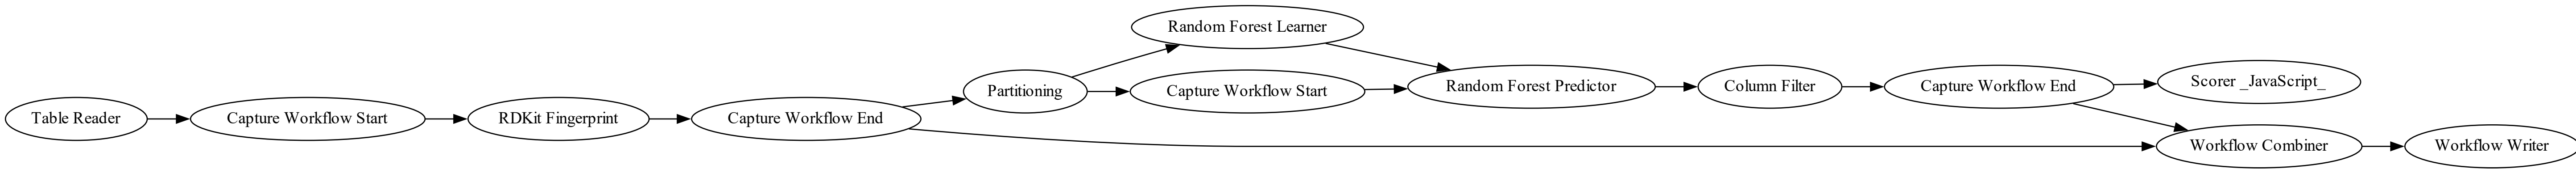 Table Reader
Capture Workflow Start
RDKit Fingerprint
Capture Workflow End
Partitioning
Random Forest Learner
Capture Workflow Start
Random Forest Predictor
Column Filter
Capture Workflow End
Scorer _JavaScript_
Workflow Combiner
Workflow Writer